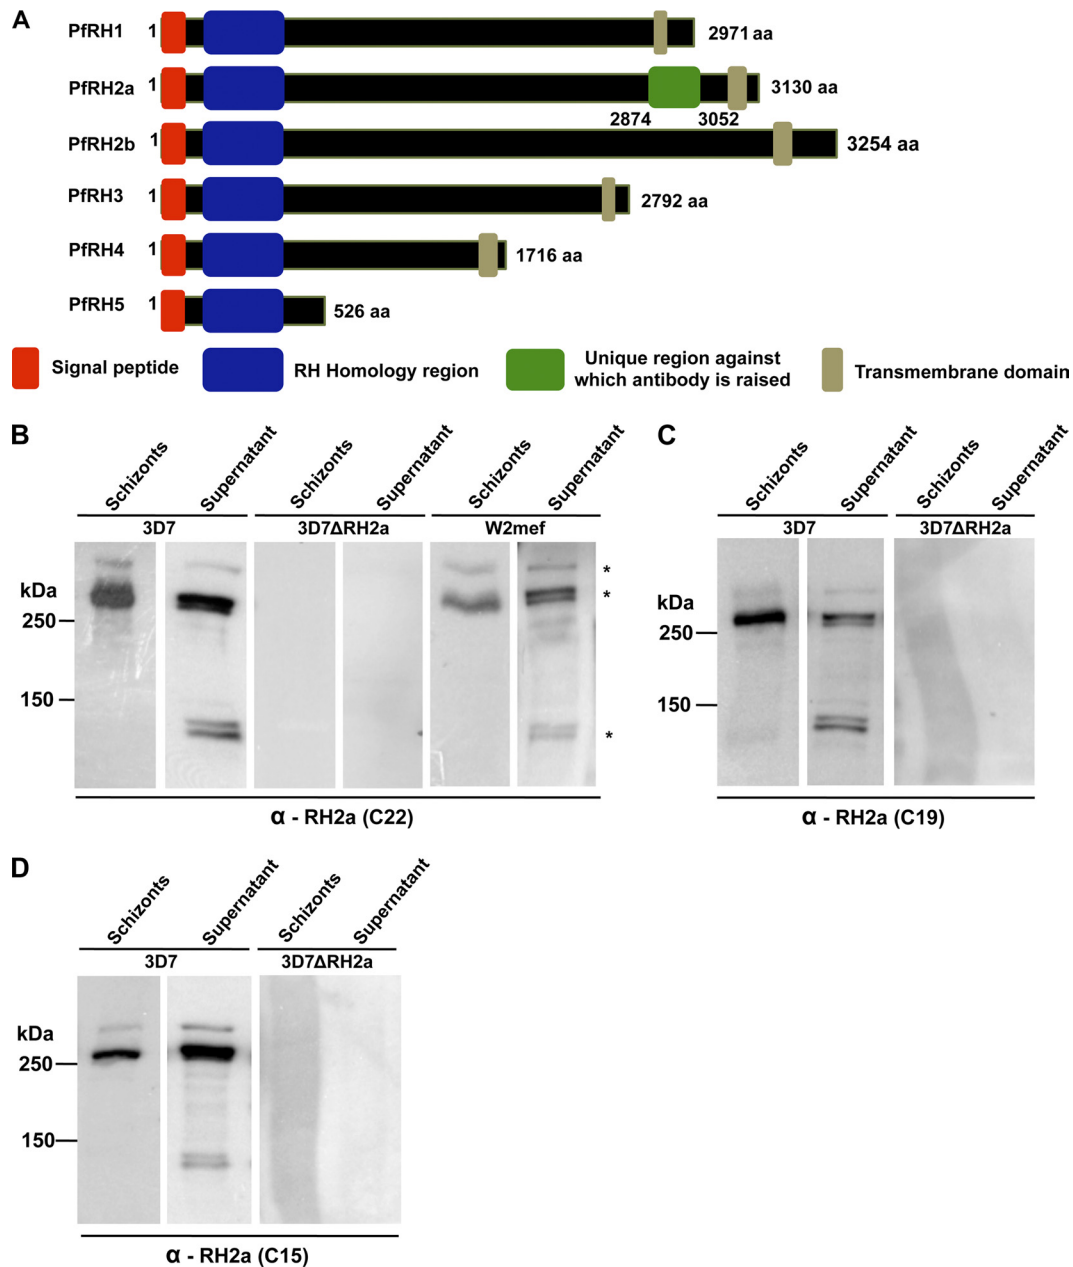 A
PfRH1 1 2971 aa
PfRH2a 1 3130 aa
2874 3052
PfRH2b 1 3254 aa
PfRH3 1 2792 aa
PfRH4 1 1716 aa
PfRH5 1 526 aa
Signal peptide
RH Homology region
Unique region against
which antibody is raised
Transmembrane domain
B
Schizonts Supernatant Schizonts Supernatant Schizonts Supernatant
3D7 3D7ΔRH2a W2mef
kDa
250
150
*
*
*
α - RH2a (C22)
C
Schizonts Supernatant Schizonts Supernatant
3D7 3D7ΔRH2a
kDa
250
150
α - RH2a (C19)
D
Schizonts Supernatant Schizonts Supernatant
3D7 3D7ΔRH2a
kDa
250
150
α - RH2a (C15)